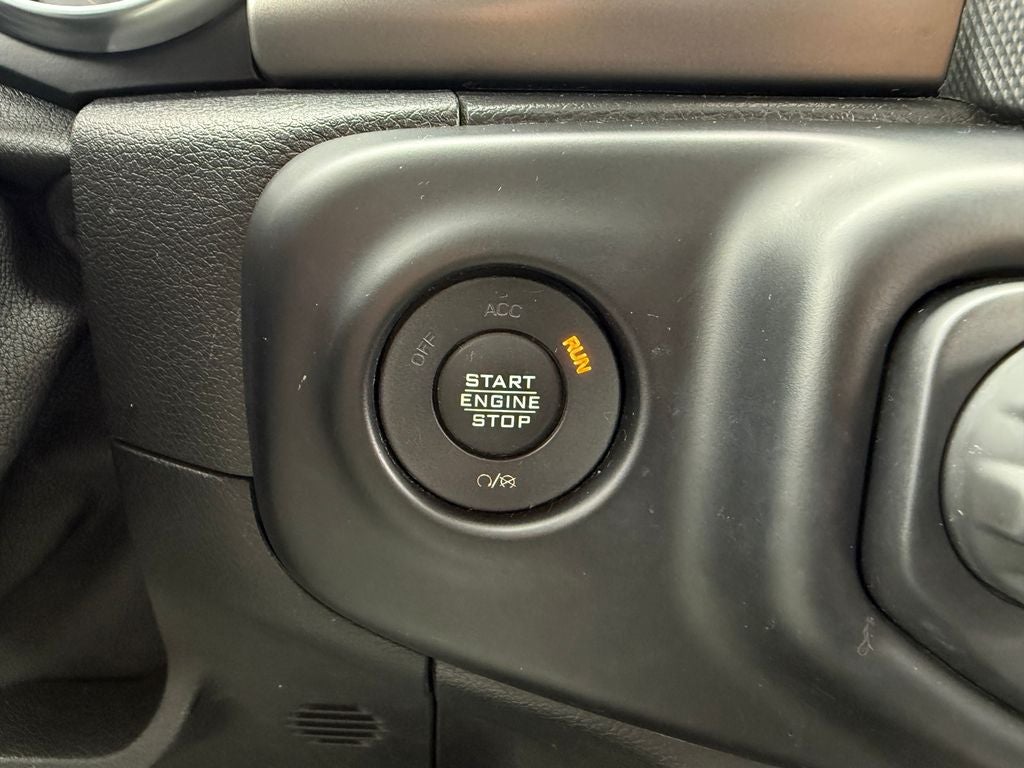 ACC
OFF
RUN
START
ENGINE
STOP